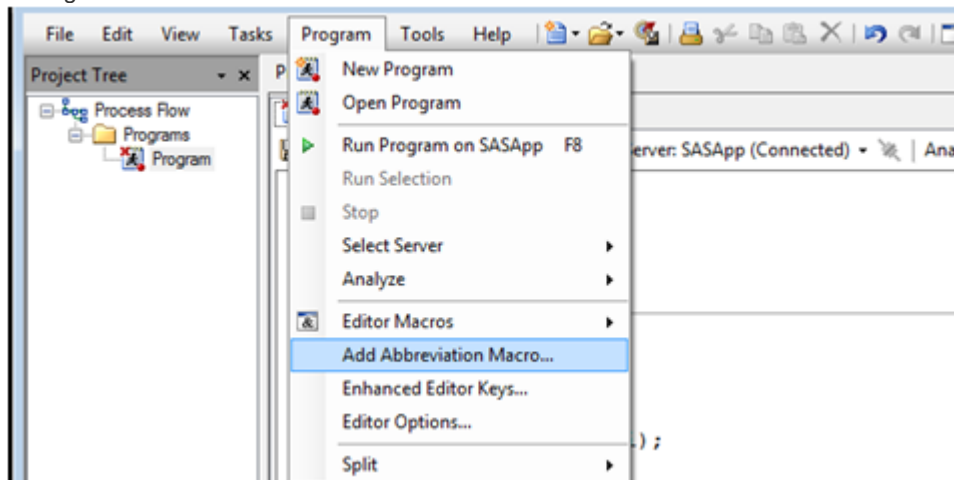 File Edit View Tasks Program Tools Help
Project Tree
Process Flow
Programs
Program
New Program
Open Program
Run Program on SASApp F8
Run Selection
Stop
Select Server
Analyze
Editor Macros
Add Abbreviation Macro...
Enhanced Editor Keys...
Editor Options...
Split
Server: SASApp (Connected)
);